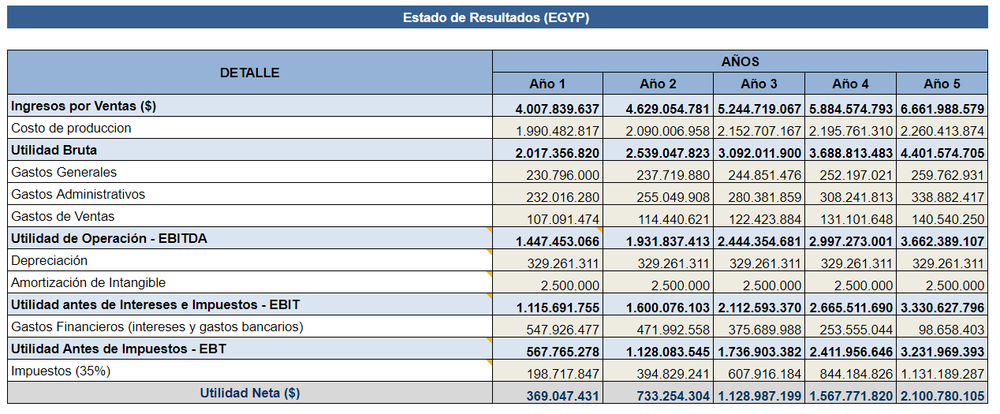 Estado de Resultados (EGYP)
DETALLE AÑOS
Año 1 Año 2 Año 3 Año 4 Año 5
Ingresos por Ventas ($) 4.007.839.637 4.629.054.781 5.244.719.067 5.884.574.793 6.661.988.579
Costo de produccion 1.990.482.817 2.090.006.958 2.152.707.167 2.195.761.310 2.260.413.874
Utilidad Bruta 2.017.356.820 2.539.047.823 3.092.011.900 3.688.813.483 4.401.574.705
Gastos Generales 230.796.000 237.719.880 244.851.476 252.197.021 259.762.931
Gastos Administrativos 232.016.280 255.049.908 280.381.859 308.241.813 338.882.417
Gastos de Ventas 107.091.474 114.440.621 122.423.884 131.101.648 140.540.250
Utilidad de Operación - EBITDA 1.447.453.066 1.931.837.413 2.444.354.681 2.997.273.001 3.662.389.107
Depreciación 329.261.311 329.261.311 329.261.311 329.261.311 329.261.311
Amortización de Intangible 2.500.000 2.500.000 2.500.000 2.500.000 2.500.000
Utilidad antes de Intereses e Impuestos - EBIT 1.115.691.755 1.600.076.103 2.112.593.370 2.665.511.690 3.330.627.796
Gastos Financieros (intereses y gastos bancarios) 547.926.477 471.992.558 375.689.988 253.555.044 98.658.403
Utilidad Antes de Impuestos - EBT 567.765.278 1.128.083.545 1.736.903.382 2.411.956.646 3.231.969.393
Impuestos (35%) 198.717.847 394.829.241 607.916.184 844.184.826 1.131.189.287
Utilidad Neta ($) 369.047.431 733.254.304 1.128.987.199 1.567.771.820 2.100.780.105